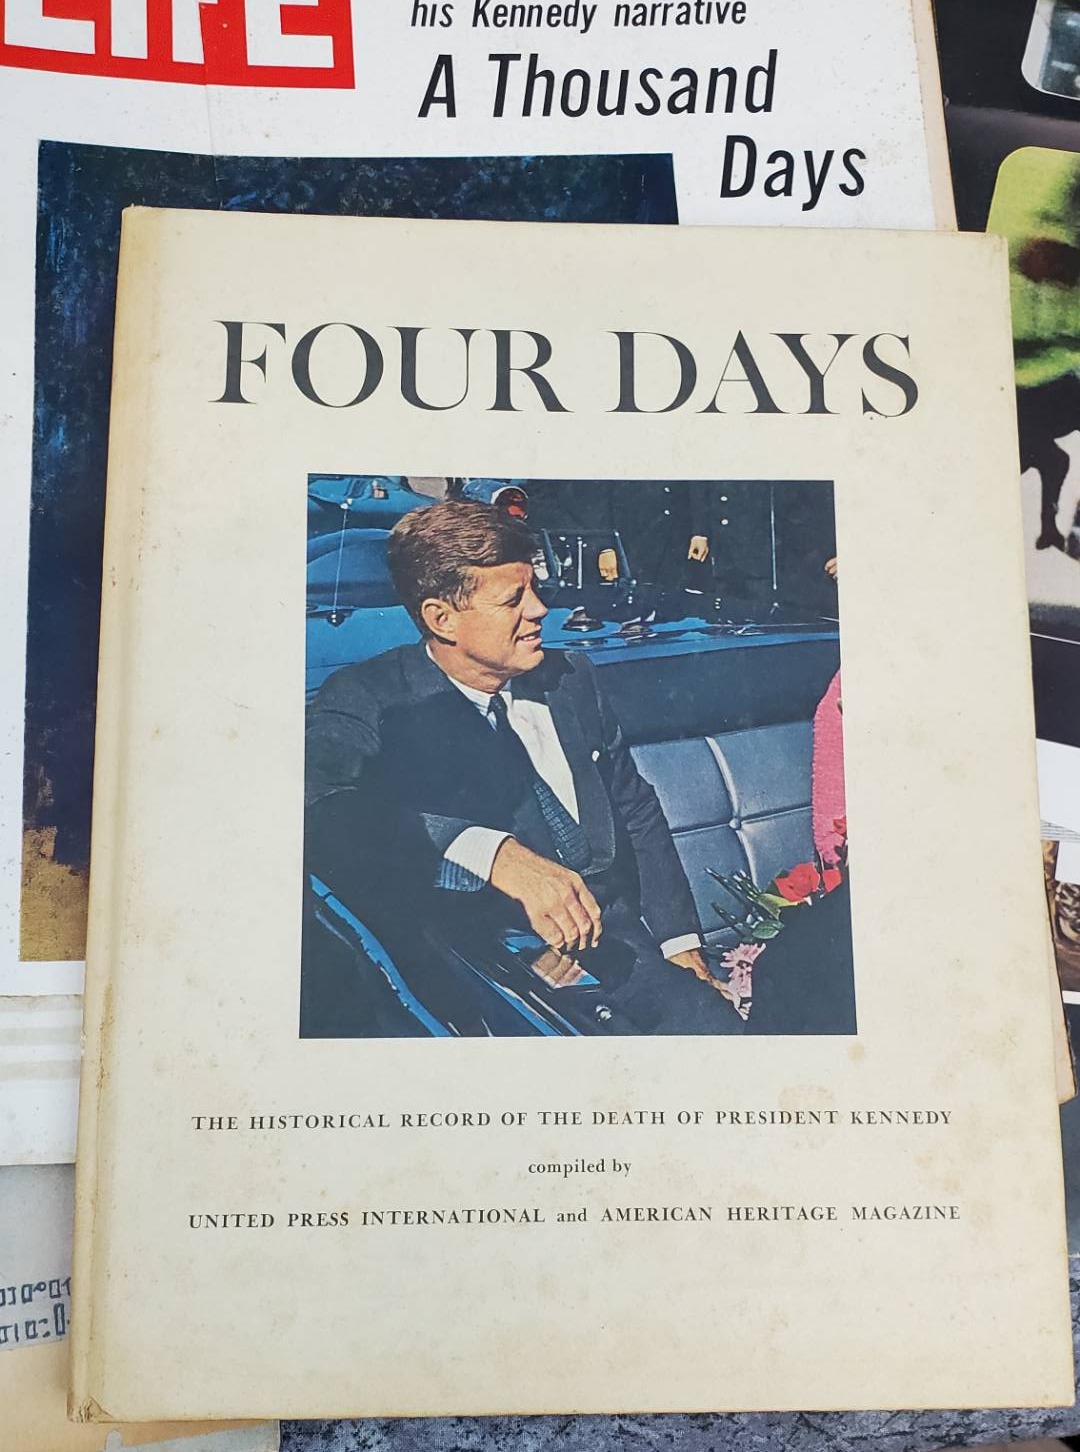 LIFE
his Kennedy narrative
A Thousand
Days
FOUR DAYS
THE HISTORICAL RECORD OF THE DEATH OF PRESIDENT KENNEDY
compiled by
UNITED PRESS INTERNATIONAL and AMERICAN HERITAGE MAGAZINE